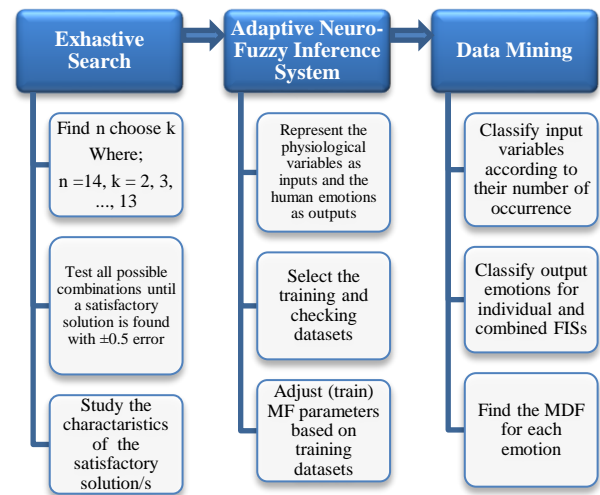 Exhastive
Search
Find n choose k
Where;
n =14, k = 2, 3,
..., 13
Test all possible
combinations until
a satisfactory
solution is found
with ±0.5 error
Study the
charactaristics
of the
satisfactory
solution/s
Adaptive Neuro-
Fuzzy Inference
System
Represent the
physiological
variables as
inputs and the
human emotions
as outputs
Select the
training and
checking
datasets
Adjust (train)
MF parameters
based on
training
datasets
Data Mining
Classify input
variables
according to
their number of
occurrence
Classify output
emotions for
individual and
combined FISs
Find the MDF
for each
emotion